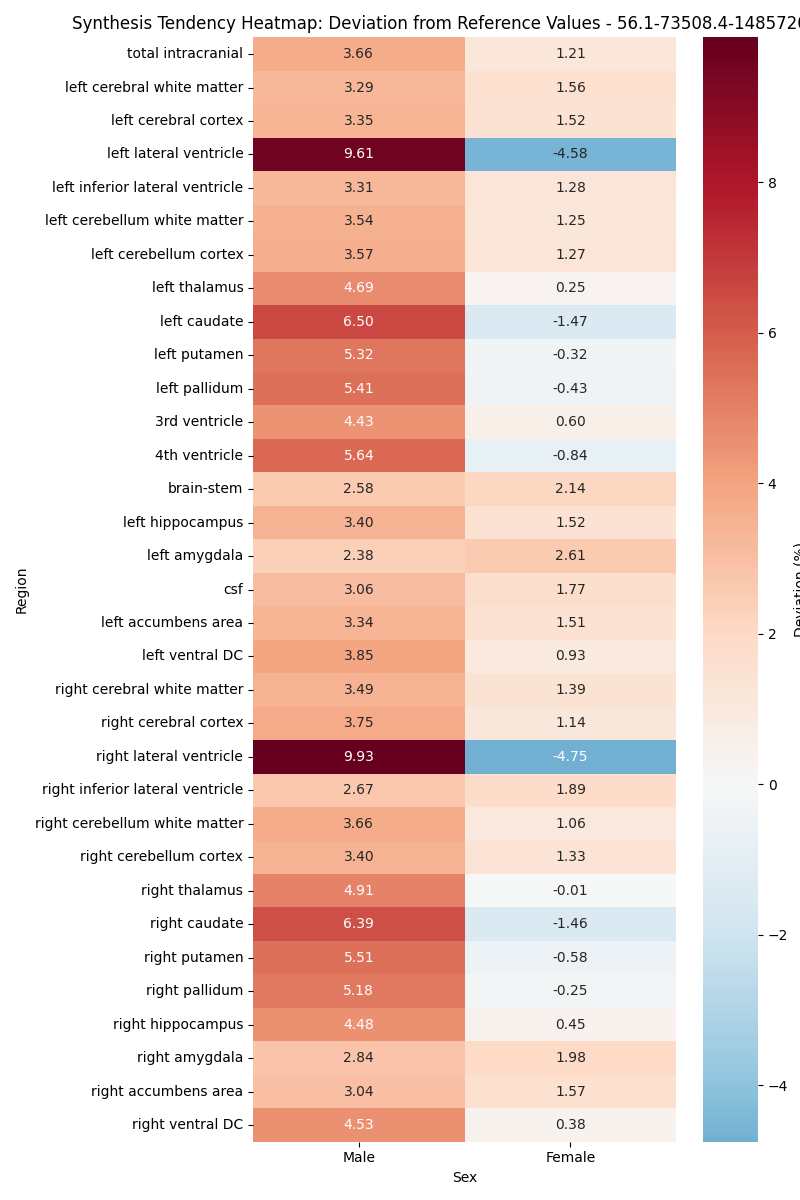 Synthesis Tendency Heatmap: Deviation from Reference Values - 56.1-73508.4-1485726
total intracranial 3.66 1.21
left cerebral white matter 3.29 1.56
left cerebral cortex 3.35 1.52
left lateral ventricle 9.61 -4.58
left inferior lateral ventricle 3.31 1.28
left cerebellum white matter 3.54 1.25
left cerebellum cortex 3.57 1.27
left thalamus 4.69 0.25
left caudate 6.50 -1.47
left putamen 5.32 -0.32
left pallidum 5.41 -0.43
3rd ventricle 4.43 0.60
4th ventricle 5.64 -0.84
brain-stem 2.58 2.14
left hippocampus 3.40 1.52
left amygdala 2.38 2.61
csf 3.06 1.77
left accumbens area 3.34 1.51
left ventral DC 3.85 0.93
right cerebral white matter 3.49 1.39
right cerebral cortex 3.75 1.14
right lateral ventricle 9.93 -4.75
right inferior lateral ventricle 2.67 1.89
right cerebellum white matter 3.66 1.06
right cerebellum cortex 3.40 1.33
right thalamus 4.91 -0.01
right caudate 6.39 -1.46
right putamen 5.51 -0.58
right pallidum 5.18 -0.25
right hippocampus 4.48 0.45
right amygdala 2.84 1.98
right accumbens area 3.04 1.57
right ventral DC 4.53 0.38
Male Female
Sex
Region
8
6
4
2
0
−2
−4
Deviation (%)